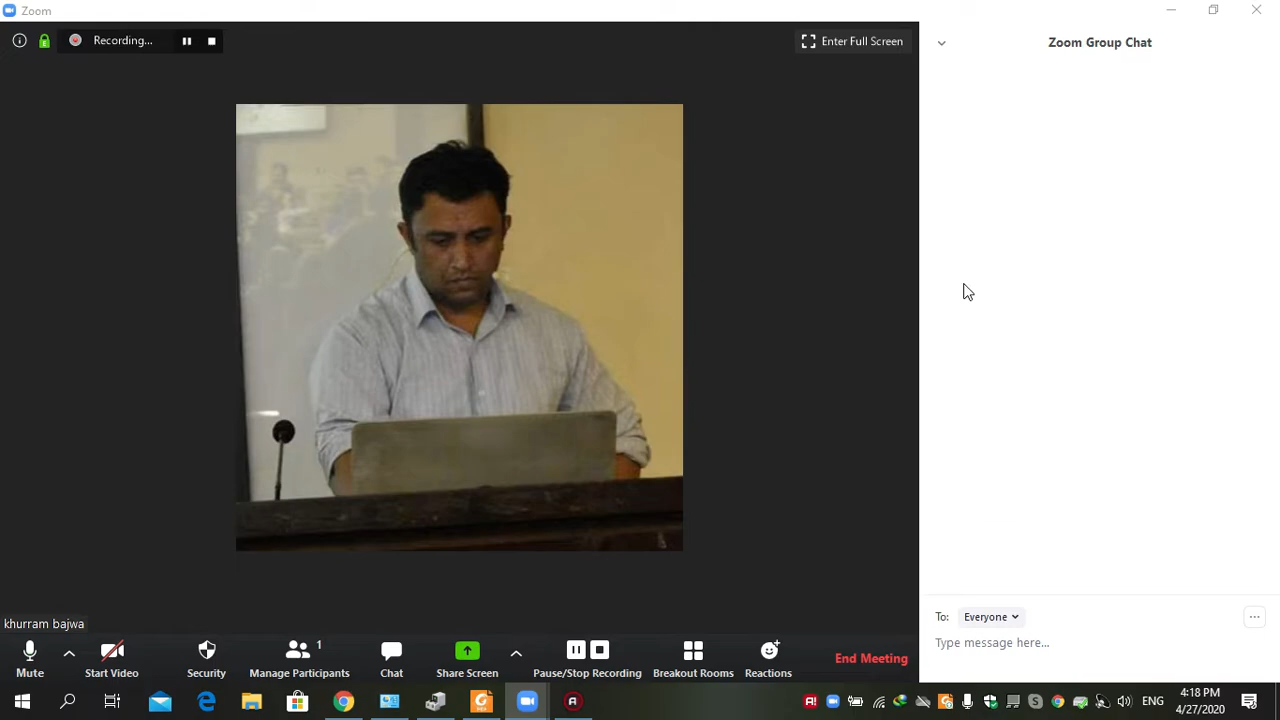 Zoom
Recording...
Enter Full Screen
Zoom Group Chat
khurram bajwa
To: Everyone
Type message here...
Mute
Start Video
Security
Manage Participants
1
Chat
Share Screen
Pause/Stop Recording
Breakout Rooms
Reactions
End Meeting
ENG
4:18 PM
4/27/2020